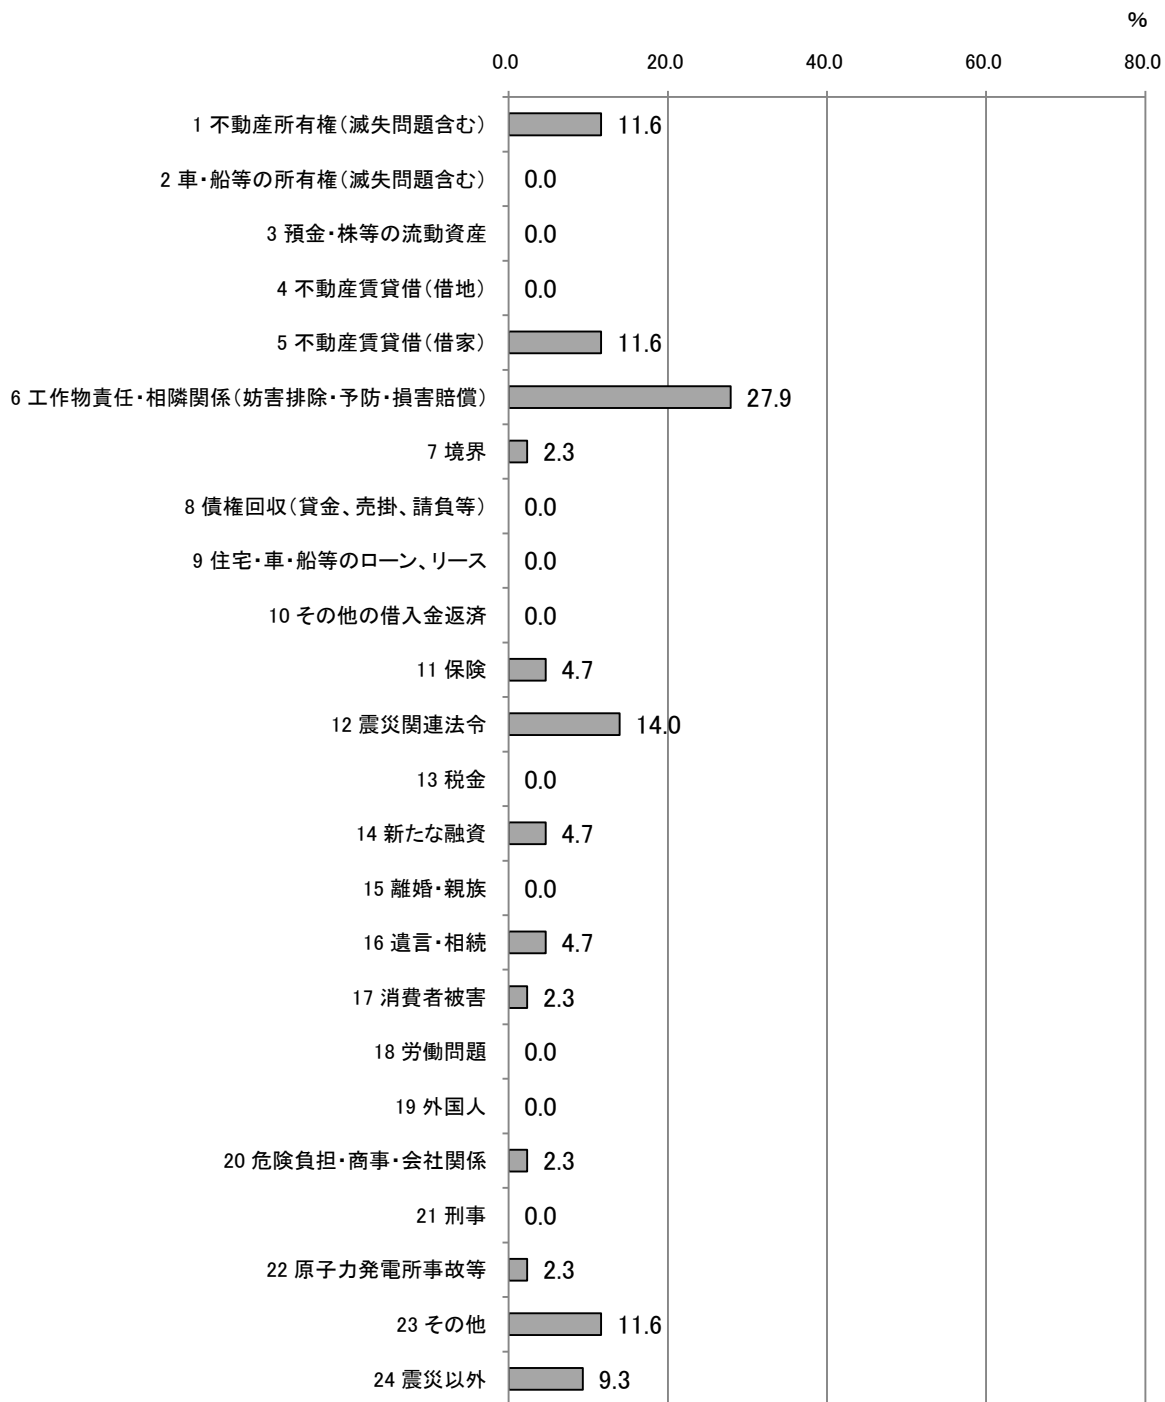 %
0.0 20.0 40.0 60.0 80.0
1 不動産所有権(滅失問題含む) 11.6
2 車・船等の所有権(滅失問題含む) 0.0
3 預金・株等の流動資産 0.0
4 不動産賃貸借(借地) 0.0
5 不動産賃貸借(借家) 11.6
6 工作物責任・相隣関係(妨害排除・予防・損害賠償) 27.9
7 境界 2.3
8 債権回収(貸金、売掛、請負等) 0.0
9 住宅・車・船等のローン、リース 0.0
10 その他の借入金返済 0.0
11 保険 4.7
12 震災関連法令 14.0
13 税金 0.0
14 新たな融資 4.7
15 離婚・親族 0.0
16 遺言・相続 4.7
17 消費者被害 2.3
18 労働問題 0.0
19 外国人 0.0
20 危険負担・商事・会社関係 2.3
21 刑事 0.0
22 原子力発電所事故等 2.3
23 その他 11.6
24 震災以外 9.3